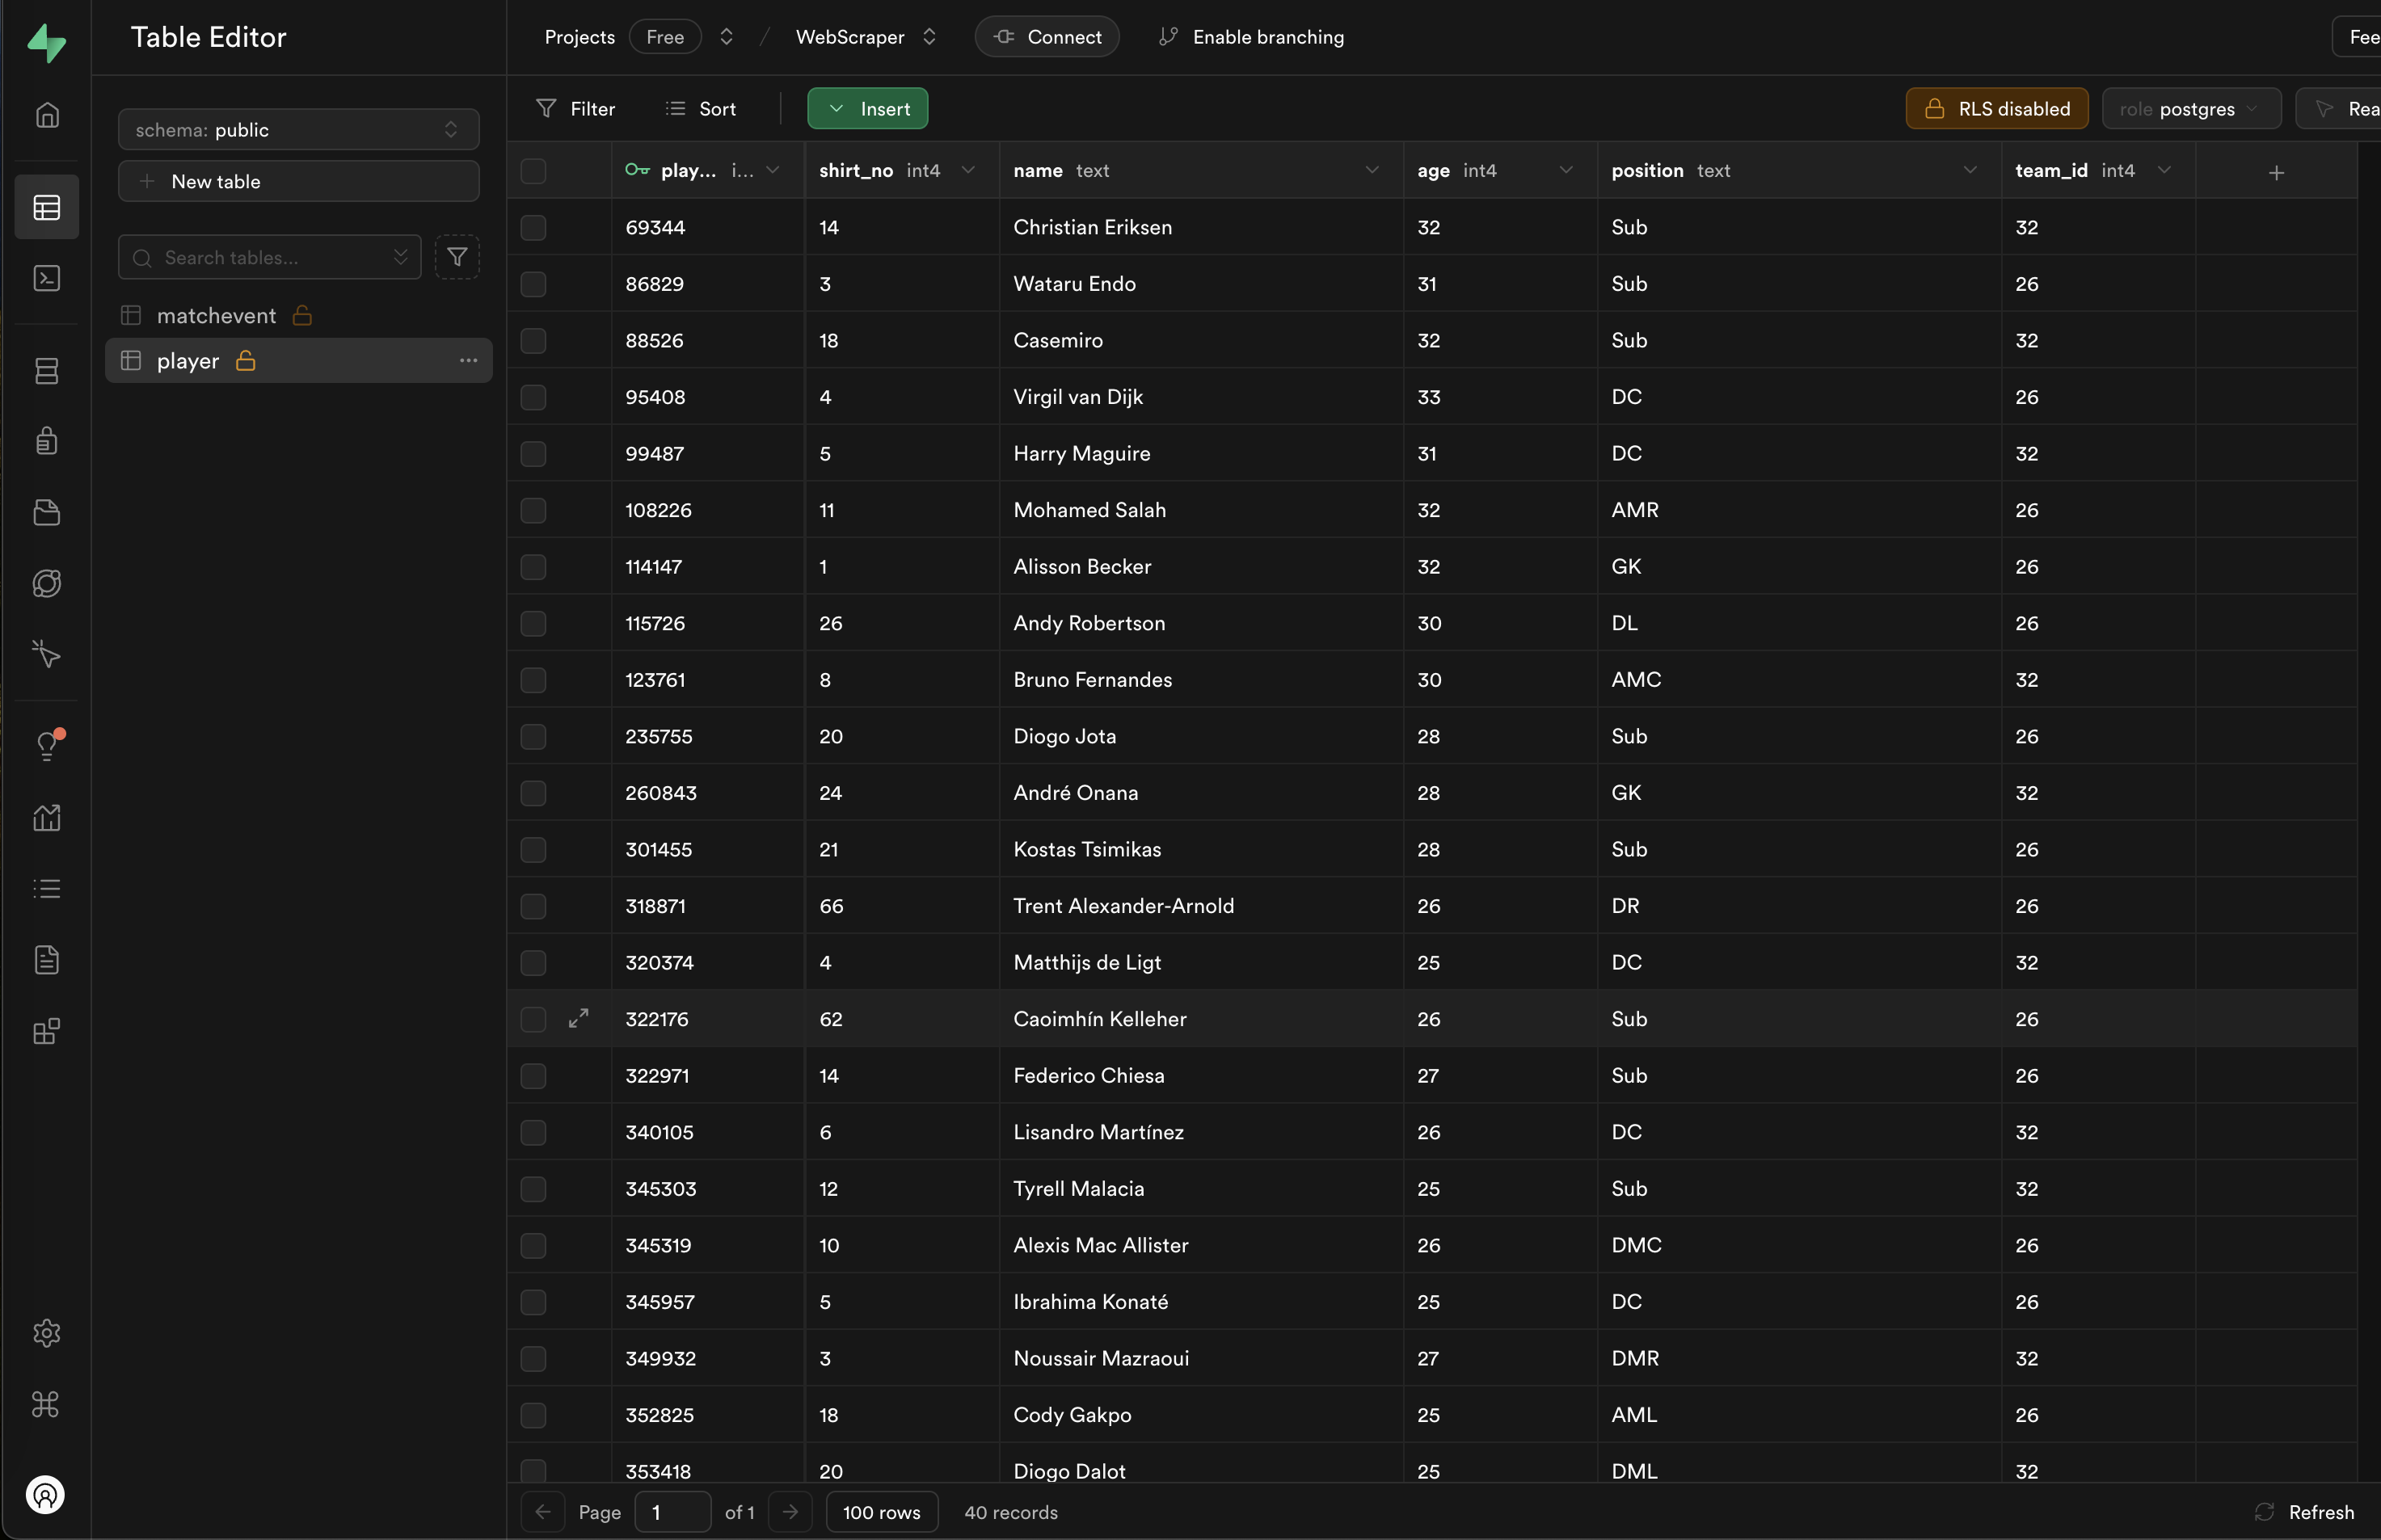 Table Editor
Projects Free / WebScraper Connect Enable branching Fee
schema: public
New table
Search tables...
matchevent
player
Filter Sort Insert RLS disabled role postgres Rea
play... i... shirt_no int4 name text age int4 position text team_id int4
69344 14 Christian Eriksen 32 Sub 32
86829 3 Wataru Endo 31 Sub 26
88526 18 Casemiro 32 Sub 32
95408 4 Virgil van Dijk 33 DC 26
99487 5 Harry Maguire 31 DC 32
108226 11 Mohamed Salah 32 AMR 26
114147 1 Alisson Becker 32 GK 26
115726 26 Andy Robertson 30 DL 26
123761 8 Bruno Fernandes 30 AMC 32
235755 20 Diogo Jota 28 Sub 26
260843 24 André Onana 28 GK 32
301455 21 Kostas Tsimikas 28 Sub 26
318871 66 Trent Alexander-Arnold 26 DR 26
320374 4 Matthijs de Ligt 25 DC 32
322176 62 Caoimhín Kelleher 26 Sub 26
322971 14 Federico Chiesa 27 Sub 26
340105 6 Lisandro Martínez 26 DC 32
345303 12 Tyrell Malacia 25 Sub 32
345319 10 Alexis Mac Allister 26 DMC 26
345957 5 Ibrahima Konaté 25 DC 26
349932 3 Noussair Mazraoui 27 DMR 32
352825 18 Cody Gakpo 25 AML 26
353418 20 Diogo Dalot 25 DML 32
Page 1 of 1 100 rows 40 records Refresh